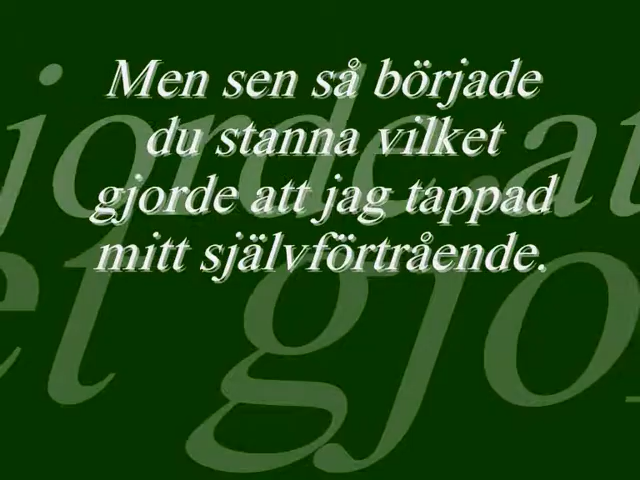 Men sen så började
du stanna vilket
gjorde att jag tappad
mitt självförtrående.